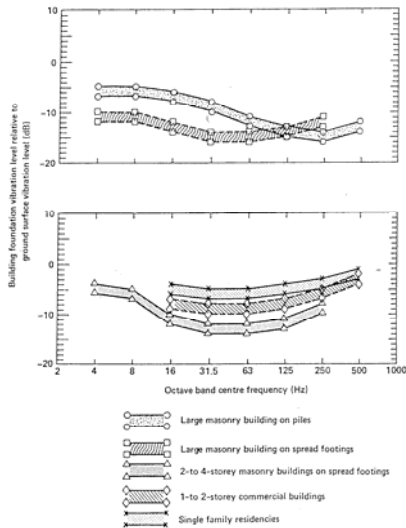 Building foundation vibration level relative to
ground surface vibration level (dB)
10
0
-10
-20
10
0
-10
-20
2 4 8 16 31.5 63 125 250 500 1000
Octave band centre frequency (Hz)
Large masonry building on piles
Large masonry building on spread footings
2-to 4-storey masonry buildings on spread footings
1-to 2-storey commercial buildings
Single family residencies